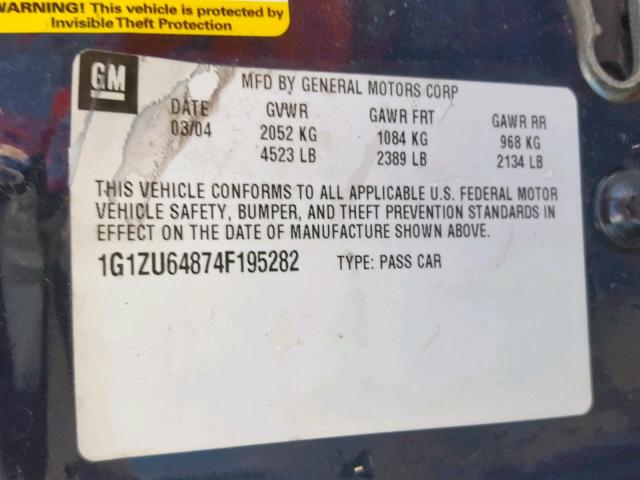 WARNING! This vehicle is protected by
Invisible Theft Protection
GM
MFD BY GENERAL MOTORS CORP
DATE GVWR GAWR FRT GAWR RR
03/04 2052 KG 1084 KG 968 KG
4523 LB 2389 LB 2134 LB
THIS VEHICLE CONFORMS TO ALL APPLICABLE U.S. FEDERAL MOTOR
VEHICLE SAFETY, BUMPER, AND THEFT PREVENTION STANDARDS IN
EFFECT ON THE DATE OF MANUFACTURE SHOWN ABOVE.
1G1ZU64874F195282 TYPE: PASS CAR